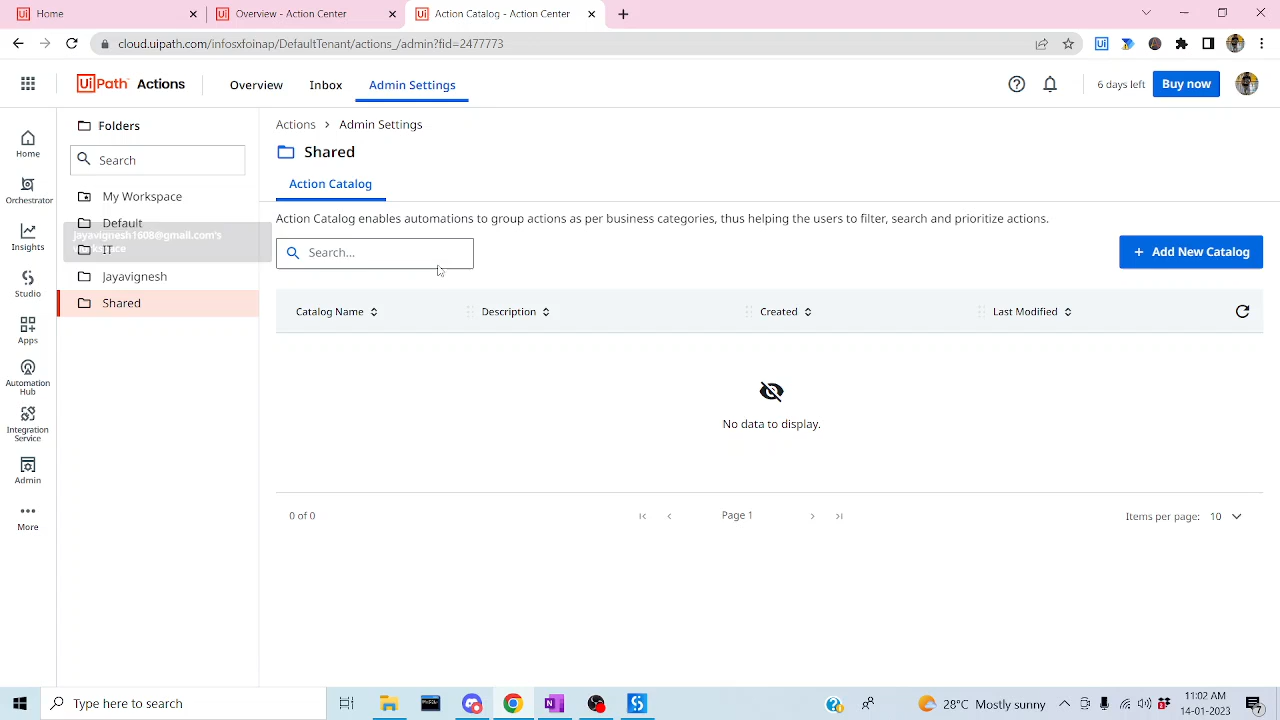 Home
Overview - Action Center
Action Catalog - Action Center
cloud.uipath.com/infosxfoinap/DefaultTenant/actions_/admin?fid=2477773
UiPath Actions
Overview
Inbox
Admin Settings
6 days left
Buy now
Home
Orchestrator
Insights
Studio
Apps
Automation
Hub
Integration
Service
Admin
More
Folders
Search
My Workspace
Default
jayavignesh1608@gmail.com's
IT
Jayavignesh
Shared
Actions > Admin Settings
Shared
Action Catalog
Action Catalog enables automations to group actions as per business categories, thus helping the users to filter, search and prioritize actions.
Search...
+ Add New Catalog
Catalog Name
Description
Created
Last Modified
No data to display.
0 of 0
Page 1
Items per page: 10
Type here to search
28°C Mostly sunny
11:02 AM
14-01-2023
7